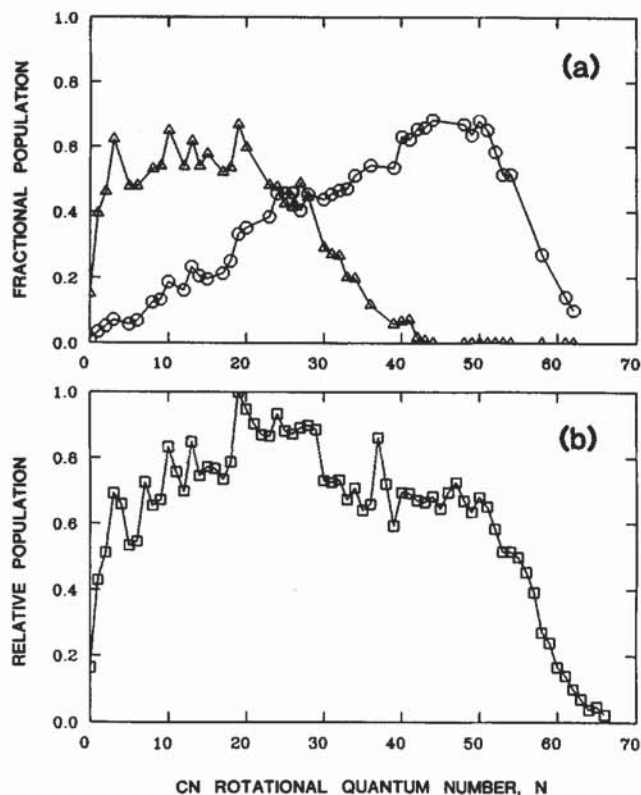 1.0
(a)
0.8
0.6
0.4
0.2
0.0
FRACTIONAL POPULATION
0 10 20 30 40 50 60 70
1.0
(b)
0.8
0.6
0.4
0.2
0.0
RELATIVE POPULATION
0 10 20 30 40 50 60 70
CN ROTATIONAL QUANTUM NUMBER, N